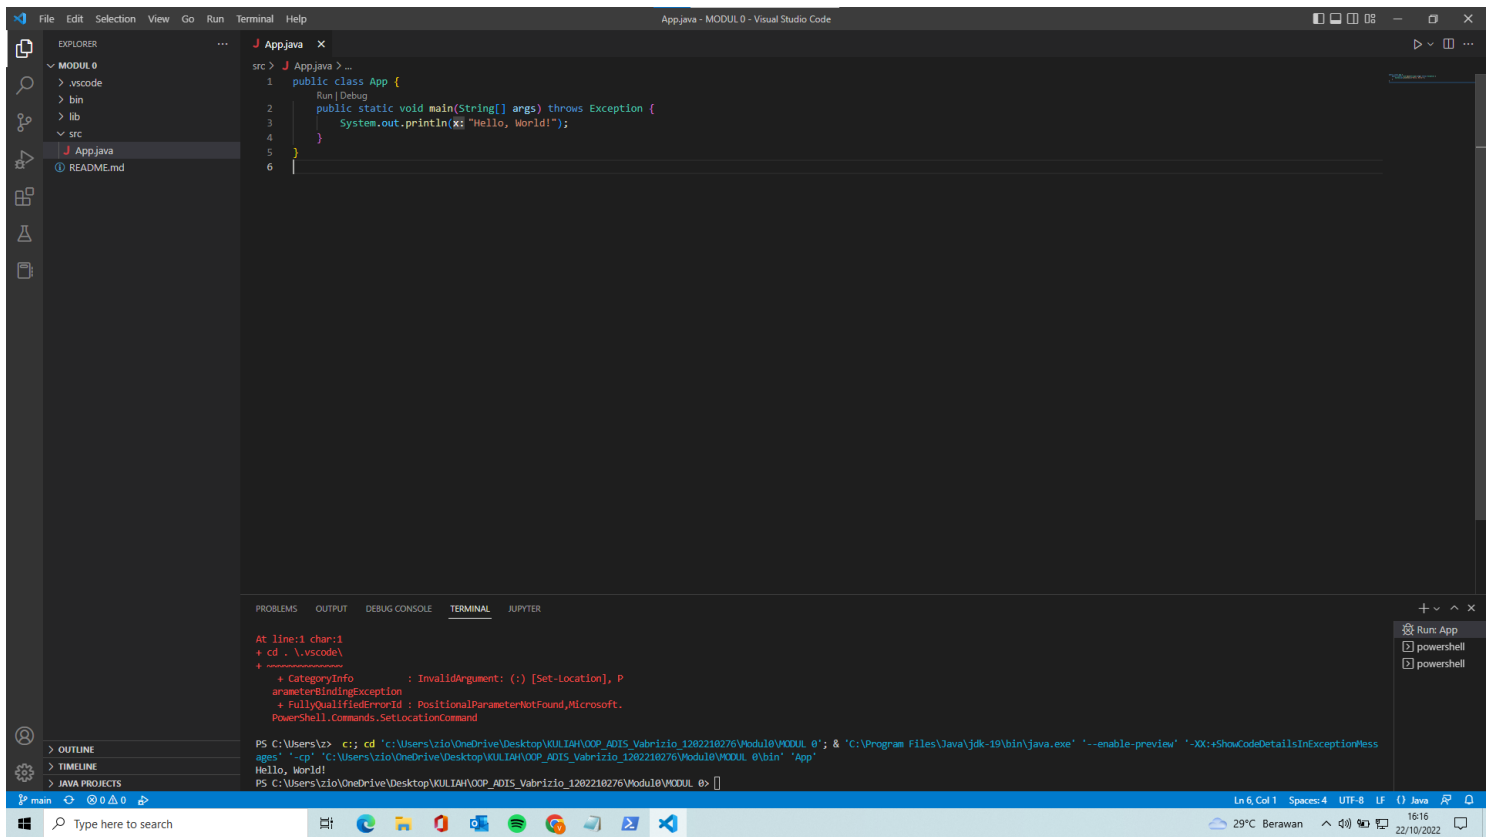 File Edit Selection View Go Run Terminal Help
App.java - MODUL 0 - Visual Studio Code
EXPLORER
MODUL 0
.vscode
bin
lib
src
J App.java
README.md
OUTLINE
TIMELINE
JAVA PROJECTS
J App.java
src > J App.java > ...
1 public class App {
Run | Debug
2 public static void main(String[] args) throws Exception {
3 System.out.println(x: "Hello, World!");
4 }
5 }
6
PROBLEMS OUTPUT DEBUG CONSOLE TERMINAL JUPYTER
At line:1 char:1
+ cd . \.vscode\
+ ~~~~~~~~~~~~~~
+ CategoryInfo : InvalidArgument: (:) [Set-Location], P
arameterBindingException
+ FullyQualifiedErrorId : PositionalParameterNotFound,Microsoft.
PowerShell.Commands.SetLocationCommand
PS C:\Users\z> c:; cd 'c:\Users\zio\OneDrive\Desktop\KULIAH\OOP_ADIS_Vabrizio_1202210276\Modul0\MODUL 0'; & 'C:\Program Files\Java\jdk-19\bin\java.exe' '--enable-preview' '-XX:+ShowCodeDetailsInExceptionMess
ages' '-cp' 'C:\Users\zio\OneDrive\Desktop\KULIAH\OOP_ADIS_Vabrizio_1202210276\Modul0\MODUL 0\bin' 'App'
Hello, World!
PS C:\Users\zio\OneDrive\Desktop\KULIAH\OOP_ADIS_Vabrizio_1202210276\Modul0\MODUL 0>
Run: App
powershell
powershell
main 0 0
Ln 6, Col 1 Spaces: 4 UTF-8 LF {} Java
Type here to search
29°C Berawan
16:16
22/10/2022